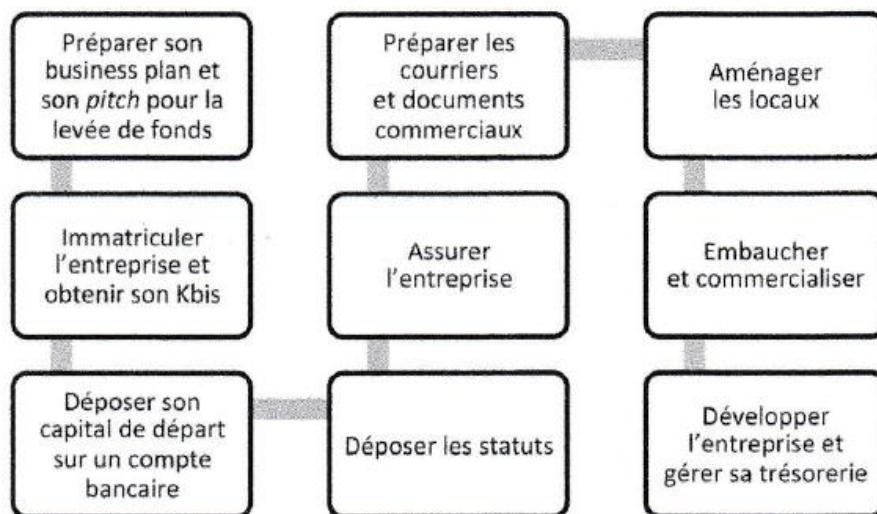 Préparer son
business plan et
son pitch pour la
levée de fonds
Immatriculer
l'entreprise et
obtenir son Kbis
Déposer son
capital de départ
sur un compte
bancaire
Déposer les statuts
Assurer
l'entreprise
Préparer les
courriers
et documents
commerciaux
Aménager
les locaux
Embaucher
et commercialiser
Développer
l'entreprise et
gérer sa trésorerie